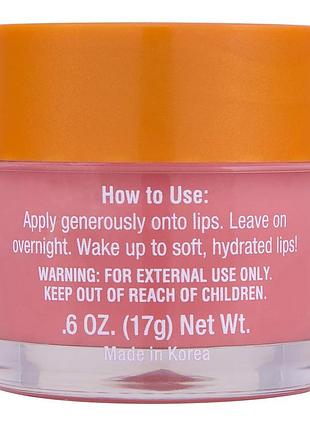 How to Use:
Apply generously onto lips. Leave on
overnight. Wake up to soft, hydrated lips!
WARNING: FOR EXTERNAL USE ONLY.
KEEP OUT OF REACH OF CHILDREN.
.6 OZ. (17g) Net Wt.
Made in Korea